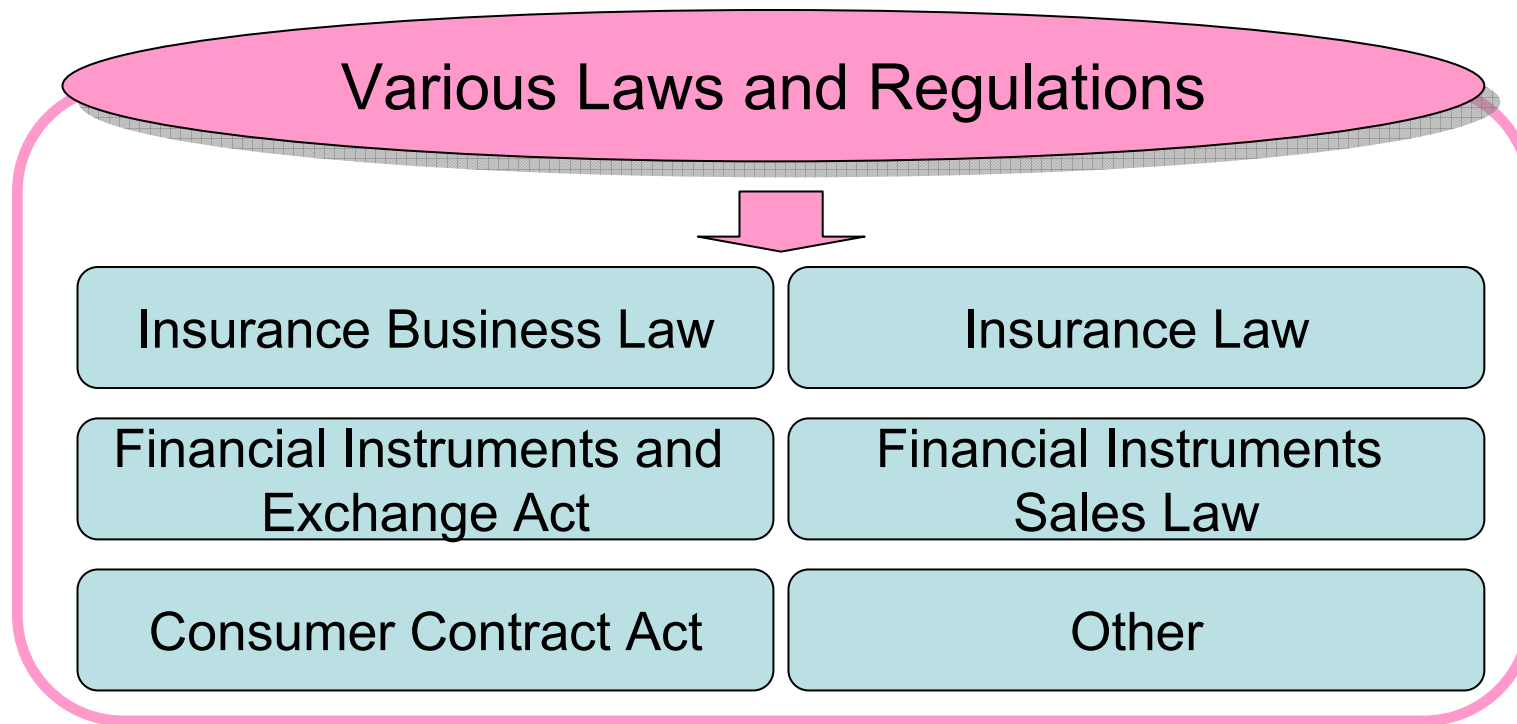 Various Laws and Regulations
Insurance Business Law
Insurance Law
Financial Instruments and
Exchange Act
Financial Instruments
Sales Law
Consumer Contract Act
Other